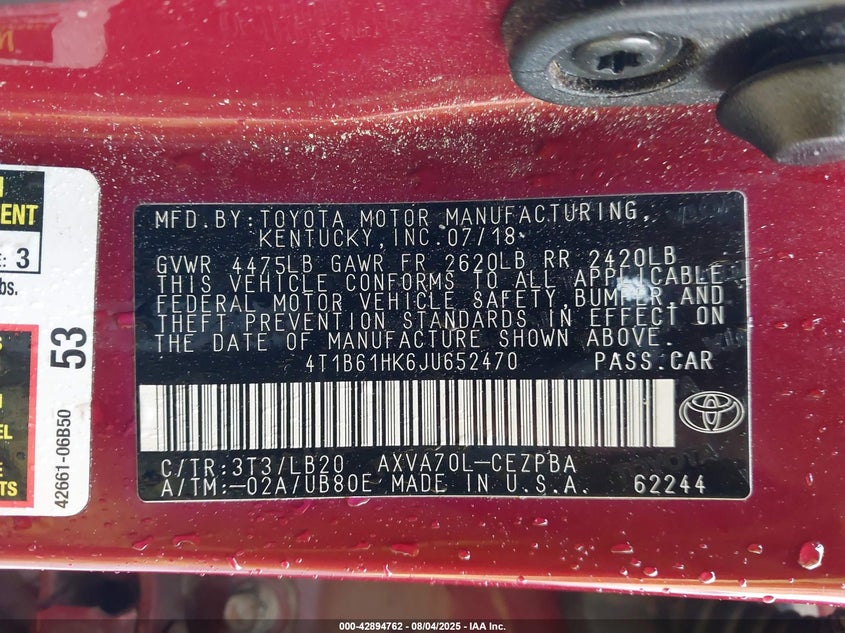 MFD.BY:TOYOTA MOTOR MANUFACTURING,
KENTUCKY,INC.07/18
GVWR 4475LB GAWR FR 2620LB RR 2420LB
THIS VEHICLE CONFORMS TO ALL APPLICABLE
FEDERAL MOTOR VEHICLE SAFETY,BUMPER,AND
THEFT PREVENTION STANDARDS IN EFFECT ON
THE DATE OF MANUFACTURE SHOWN ABOVE.
4T1B61HK6JU652470 PASS.CAR
C/TR:3T3/LB20 AXVA70L-CEZPBA
A/TM:-02A/UB80E MADE IN U.S.A. 62244
3
lbs.
53
42661-06B50
000-42894762 - 08/04/2025 - IAA Inc.